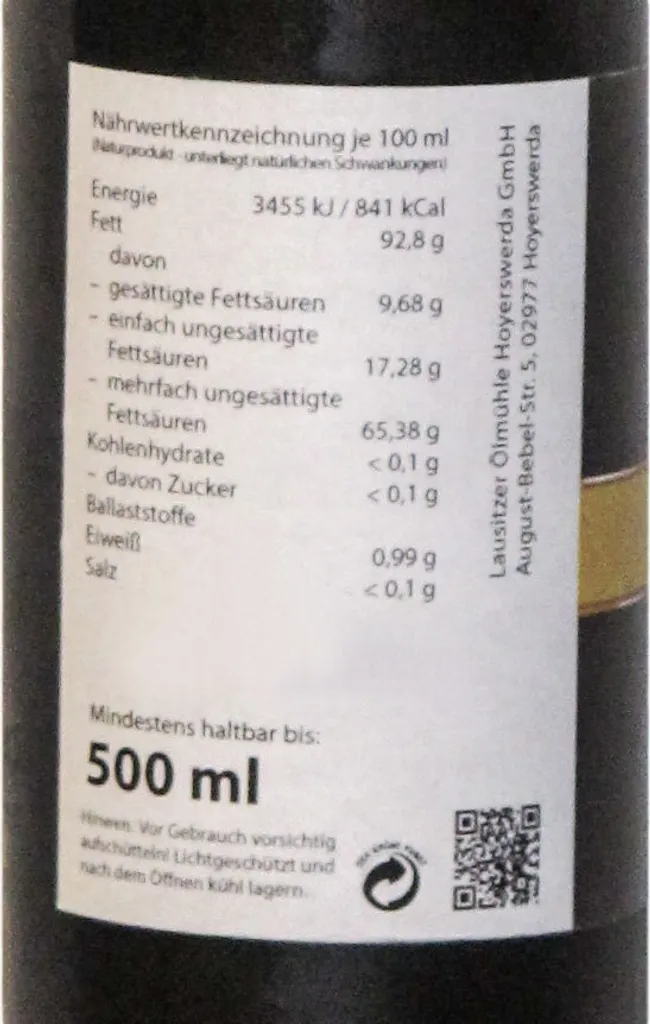 Nährwertkennzeichnung je 100 ml
(Naturprodukt - unterliegt natürlichen Schwankungen)
Energie 3455 kJ / 841 kCal
Fett 92,8 g
davon
- gesättigte Fettsäuren 9,68 g
- einfach ungesättigte
Fettsäuren 17,28 g
- mehrfach ungesättigte
Fettsäuren 65,38 g
Kohlenhydrate < 0,1 g
- davon Zucker < 0,1 g
Ballaststoffe
Eiweiß 0,99 g
Salz < 0,1 g
Mindestens haltbar bis:
500 ml
Hinweis: Vor Gebrauch vorsichtig
aufschütteln! Lichtgeschützt und
nach dem Öffnen kühl lagern.
DER GRÜNE PUNKT
Lausitzer Ölmühle Hoyerswerda GmbH
August-Bebel-Str. 5, 02977 Hoyerswerda